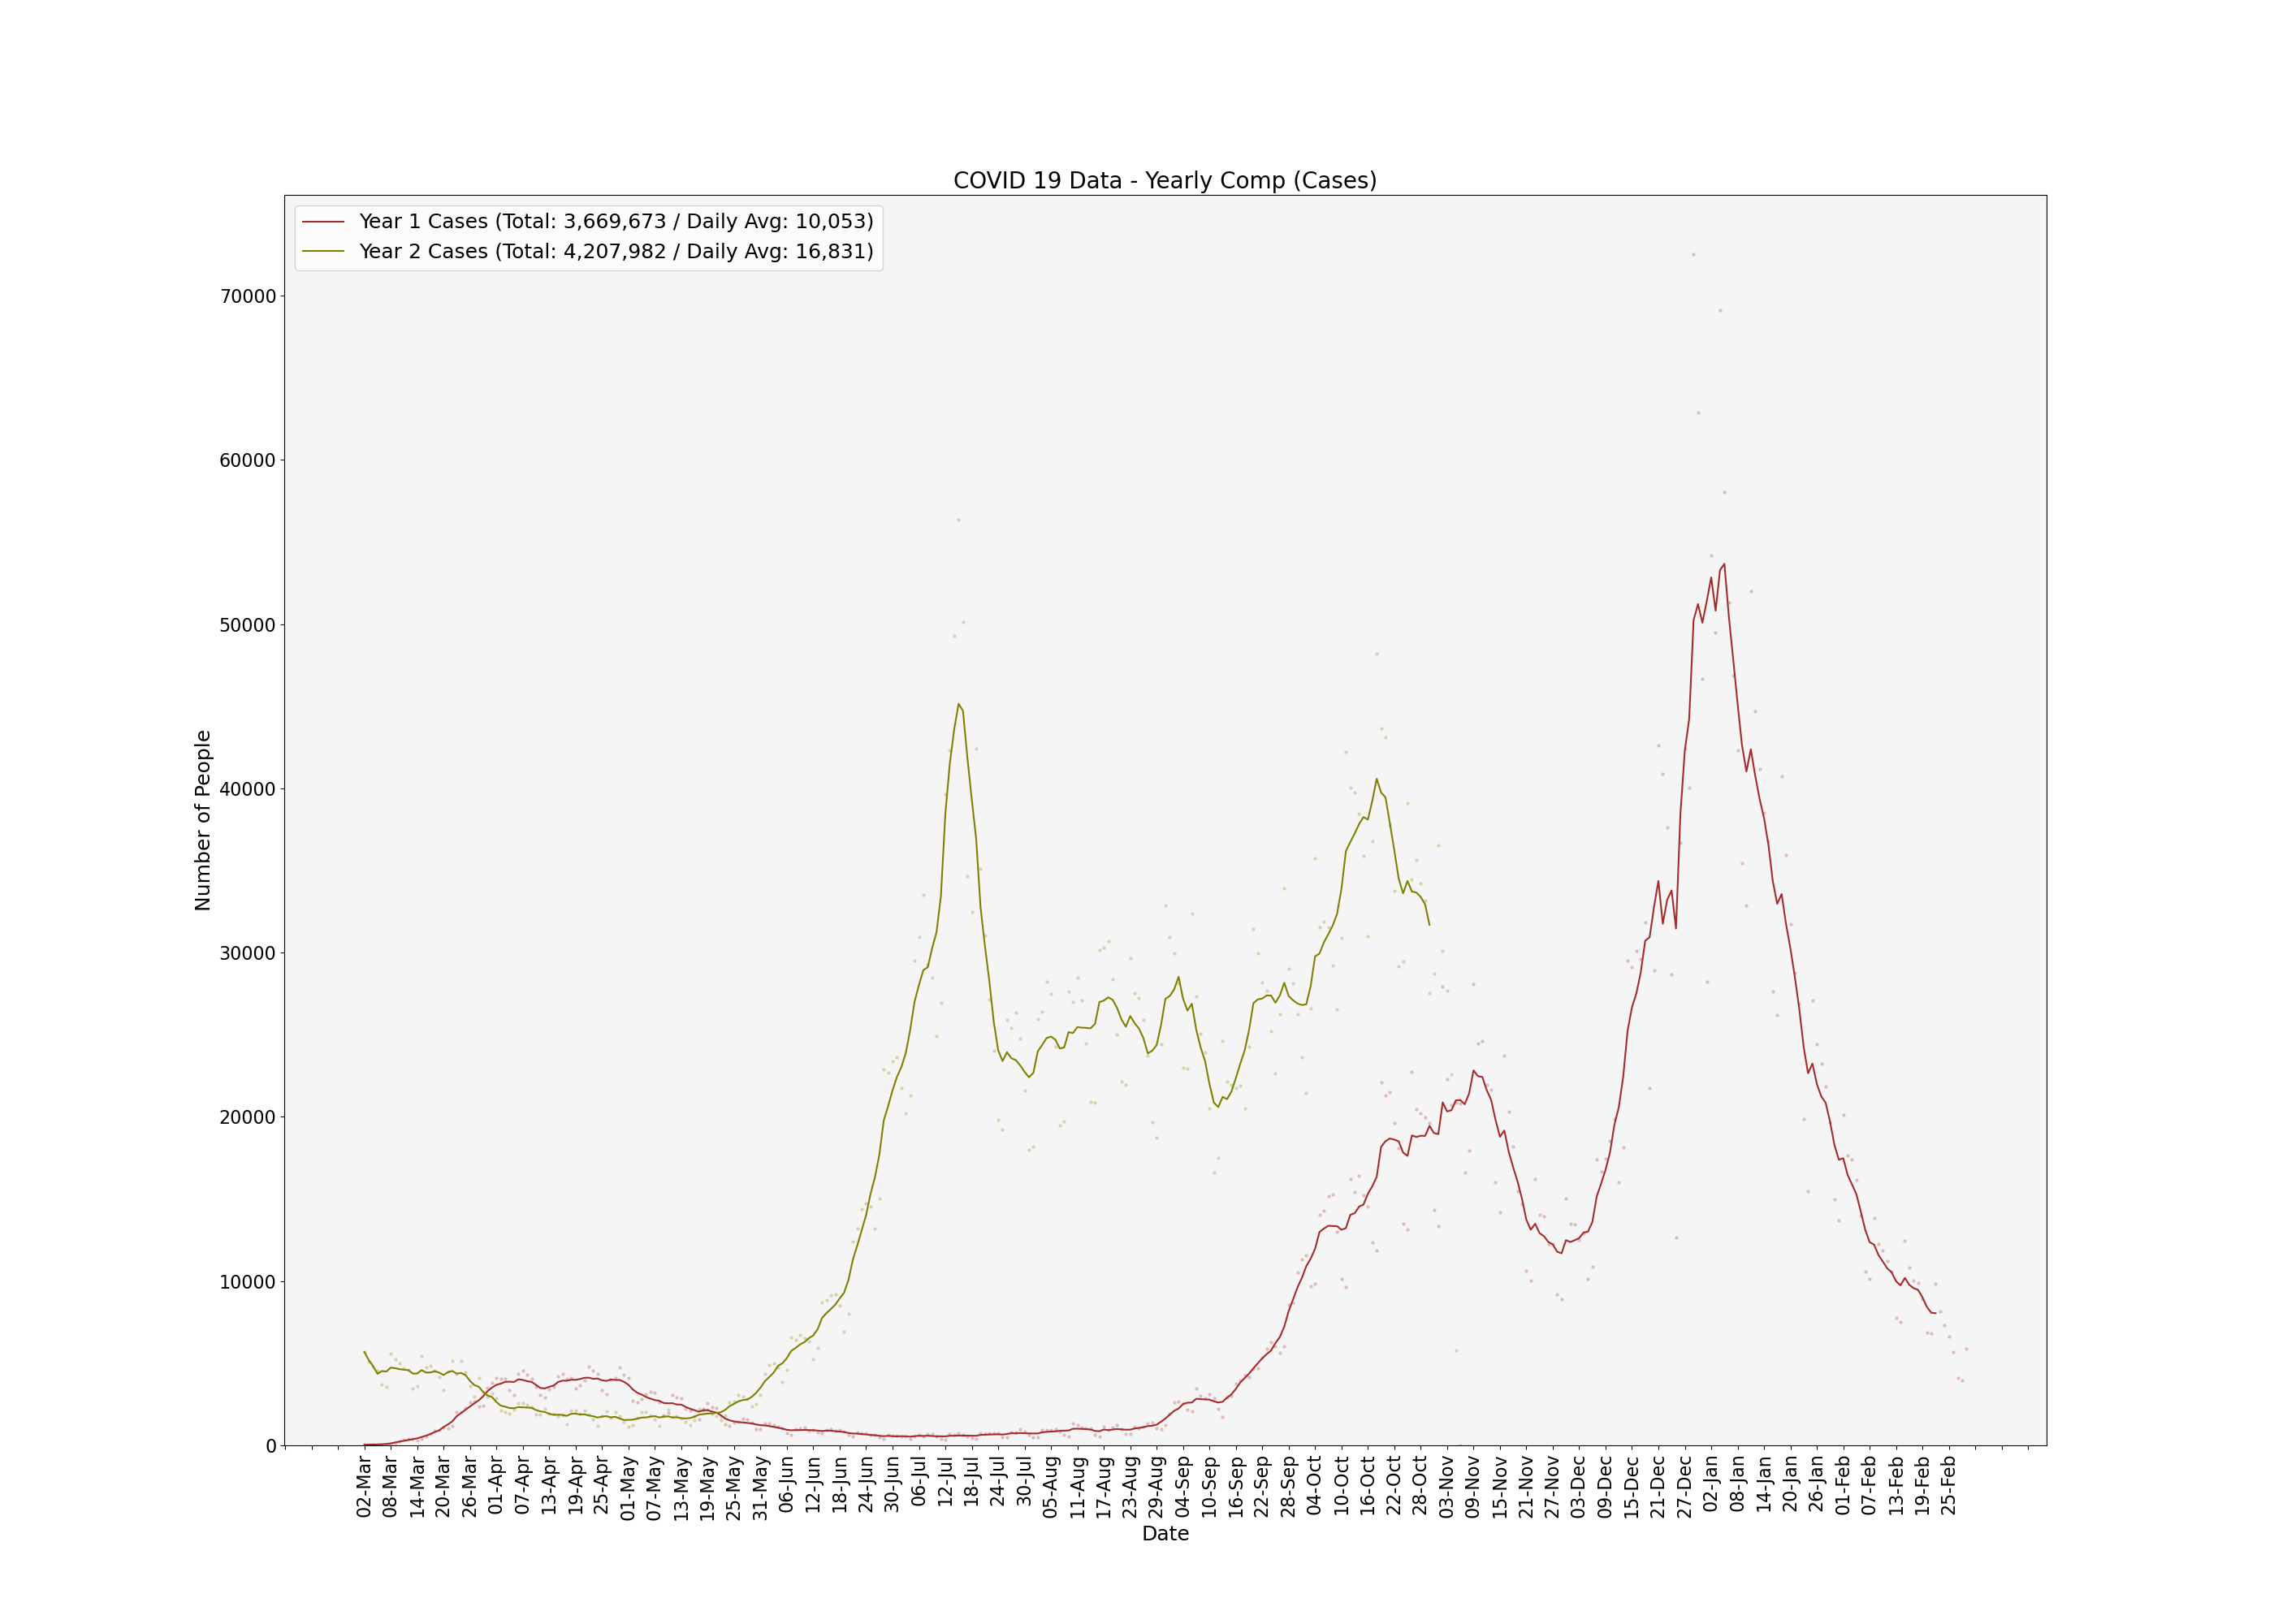 COVID 19 Data - Yearly Comp (Cases)
Year 1 Cases (Total: 3,669,673 / Daily Avg: 10,053)
Year 2 Cases (Total: 4,207,982 / Daily Avg: 16,831)
Number of People
70000
60000
50000
40000
30000
20000
10000
0
02-Mar
08-Mar
14-Mar
20-Mar
26-Mar
01-Apr
07-Apr
13-Apr
19-Apr
25-Apr
01-May
07-May
13-May
19-May
25-May
31-May
06-Jun
12-Jun
18-Jun
24-Jun
30-Jun
06-Jul
12-Jul
18-Jul
24-Jul
30-Jul
05-Aug
11-Aug
17-Aug
23-Aug
29-Aug
04-Sep
10-Sep
16-Sep
22-Sep
28-Sep
04-Oct
10-Oct
16-Oct
22-Oct
28-Oct
03-Nov
09-Nov
15-Nov
21-Nov
27-Nov
03-Dec
09-Dec
15-Dec
21-Dec
27-Dec
02-Jan
08-Jan
14-Jan
20-Jan
26-Jan
01-Feb
07-Feb
13-Feb
19-Feb
25-Feb
Date